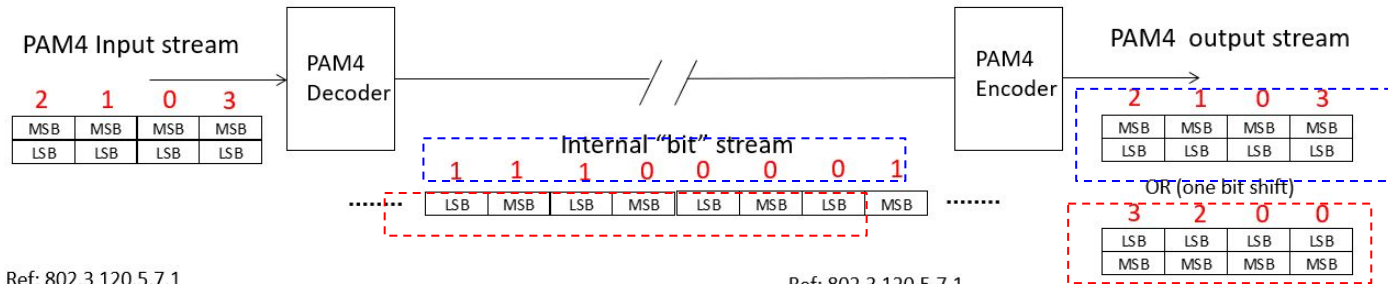 PAM4 Input stream
2 1 0 3
MSB MSB MSB MSB
LSB LSB LSB LSB
PAM4
Decoder
Internal "bit" stream
1 1 1 0 0 0 0 1
........ LSB MSB LSB MSB LSB MSB LSB MSB ........
PAM4
Encoder
PAM4 output stream
2 1 0 3
MSB MSB MSB MSB
LSB LSB LSB LSB
OR (one bit shift)
3 2 0 0
LSB LSB LSB LSB
MSB MSB MSB MSB
Ref: 802.3 120.5.7.1
Ref: 802.3 120.5.7.1